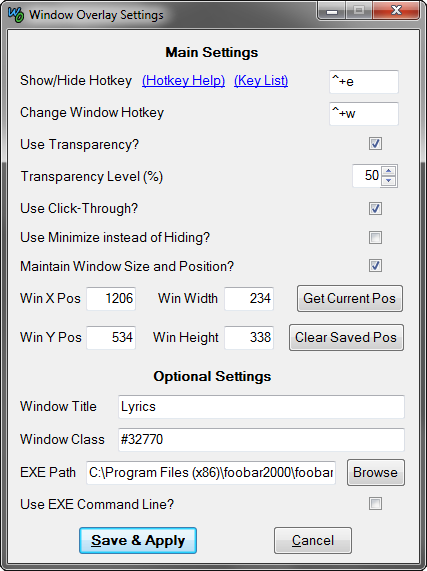 Window Overlay Settings
Main Settings
Show/Hide Hotkey (Hotkey Help) (Key List) ^+e
Change Window Hotkey ^+w
Use Transparency?
Transparency Level (%) 50
Use Click-Through?
Use Minimize instead of Hiding?
Maintain Window Size and Position?
Win X Pos 1206 Win Width 234 Get Current Pos
Win Y Pos 534 Win Height 338 Clear Saved Pos
Optional Settings
Window Title Lyrics
Window Class #32770
EXE Path C:\Program Files (x86)\foobar2000\foobar Browse
Use EXE Command Line?
Save & Apply Cancel